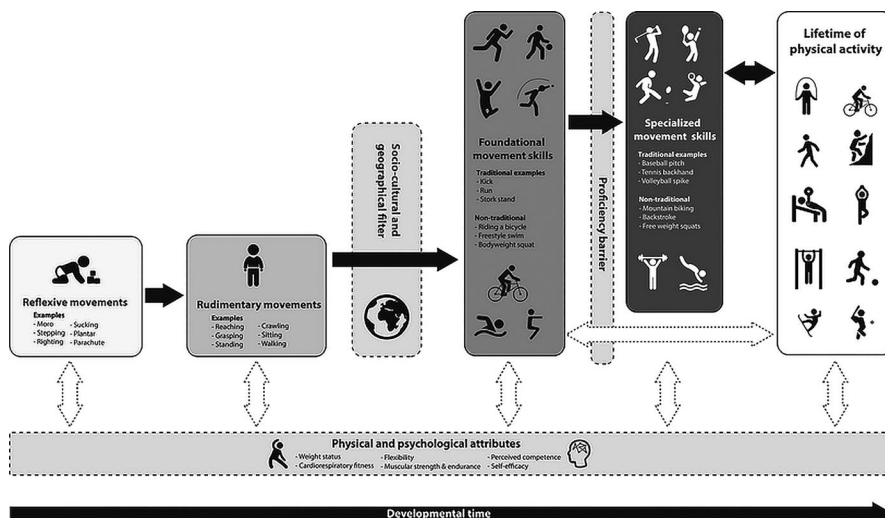 Reflexive movements
Examples
- Moro - Sucking
- Stepping - Plantar
- Righting - Parachute
Rudimentary movements
Examples
- Reaching - Crawling
- Grasping - Sitting
- Standing - Walking
Socio-cultural and
geographical filter
Foundational
movement skills
Traditional examples
- Kick
- Run
- Stork stand
Non-traditional
- Riding a bicycle
- Freestyle swim
- Bodyweight squat
Proficiency barrier
Specialized
movement skills
Traditional examples
- Baseball pitch
- Tennis backhand
- Volleyball spike
Non-traditional
- Mountain biking
- Backstroke
- Free weight squats
Lifetime of
physical activity
Physical and psychological attributes
- Weight status - Flexibility - Perceived competence
- Cardiorespiratory fitness - Muscular strength & endurance - Self-efficacy
Developmental time